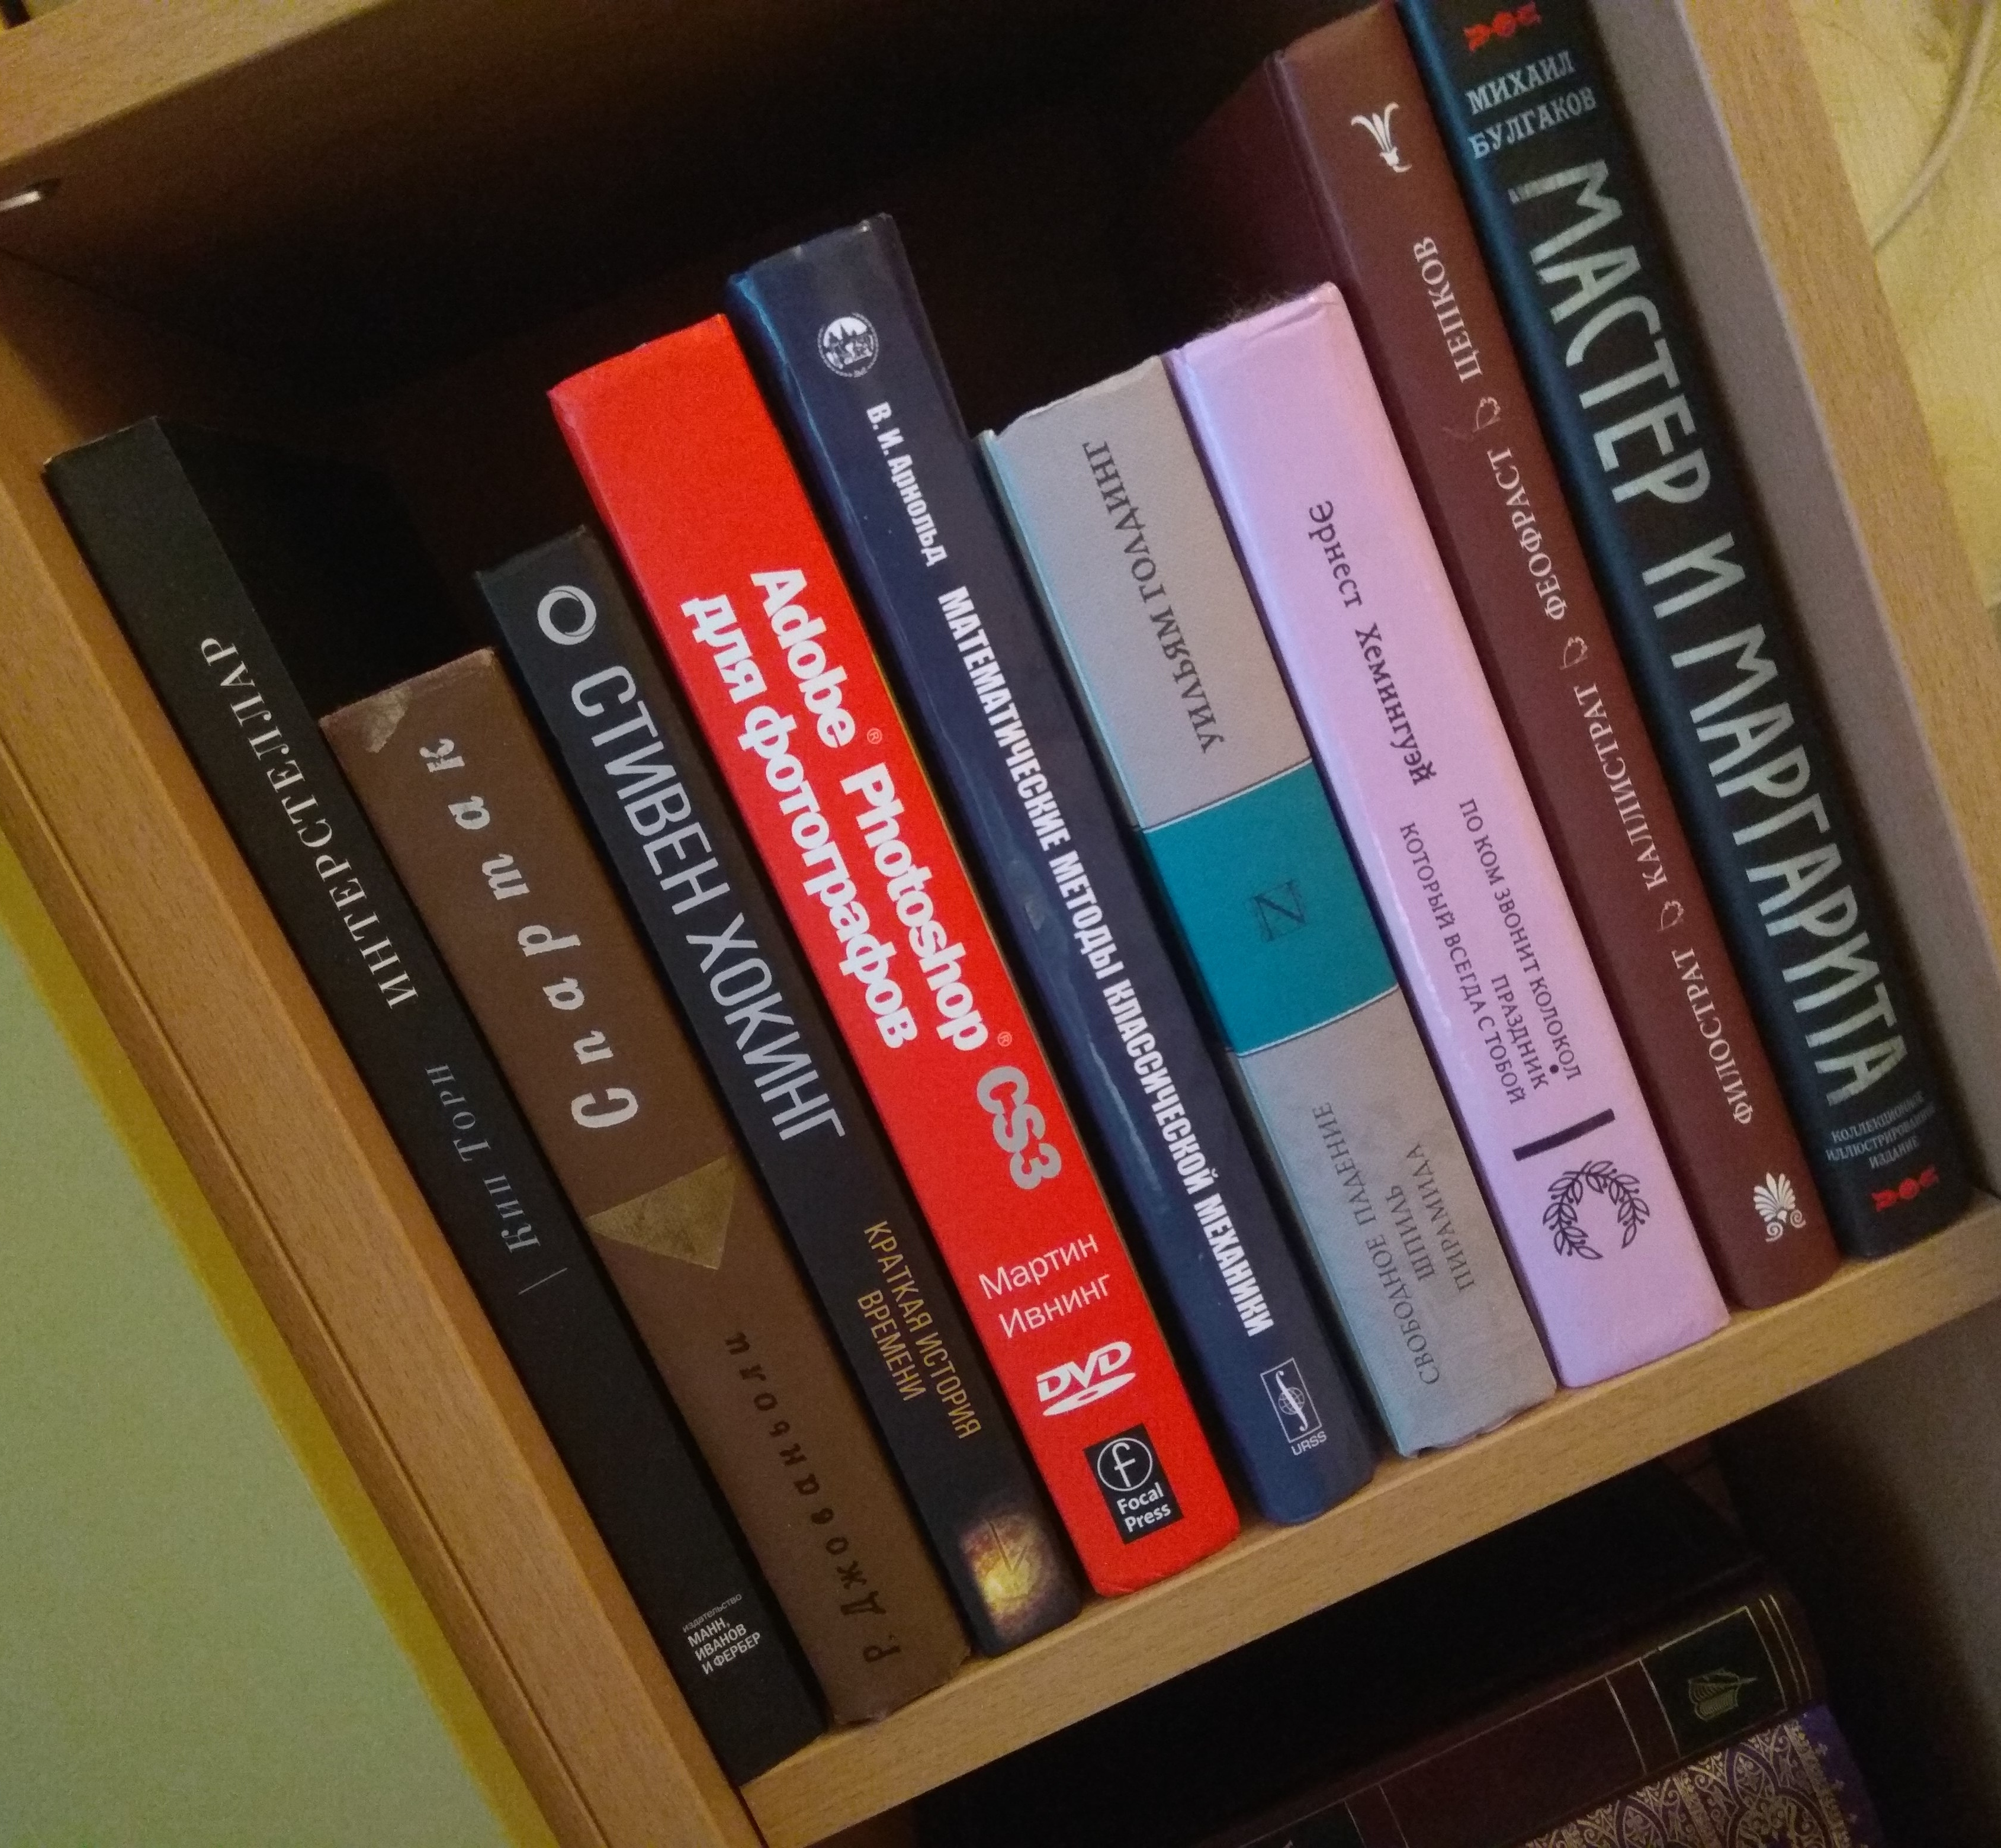 ИНТЕРСТЕЛЛАР
Кип Торн
издательство
МАНН,
ИВАНОВ
И ФЕРБЕР
Спартак
Р. Джованьоли
СТИВЕН ХОКИНГ
КРАТКАЯ ИСТОРИЯ
ВРЕМЕНИ
Adobe® Photoshop® CS3
для фотографов
Мартин
Ивнинг
DVD
f
Focal
Press
В. И. Арнольд МАТЕМАТИЧЕСКИЕ МЕТОДЫ КЛАССИЧЕСКОЙ МЕХАНИКИ
URSS
УИЛЬЯМ ГОЛДИНГ
СВОБОДНОЕ ПАДЕНИЕ
ШПИЛЬ
ПИРАМИДА
Эрнест Хемингуэй
ПО КОМ ЗВОНИТ КОЛОКОЛ
ПРАЗДНИК
КОТОРЫЙ ВСЕГДА С ТОБОЙ
ФИЛОСТРАТ КАЛЛИСТРАТ ФЕОФРАСТ ЦЕПКОВ
МИХАИЛ
БУЛГАКОВ
МАСТЕР И МАРГАРИТА
КОЛЛЕКЦИОННОЕ
ИЛЛЮСТРИРОВАННОЕ
ИЗДАНИЕ